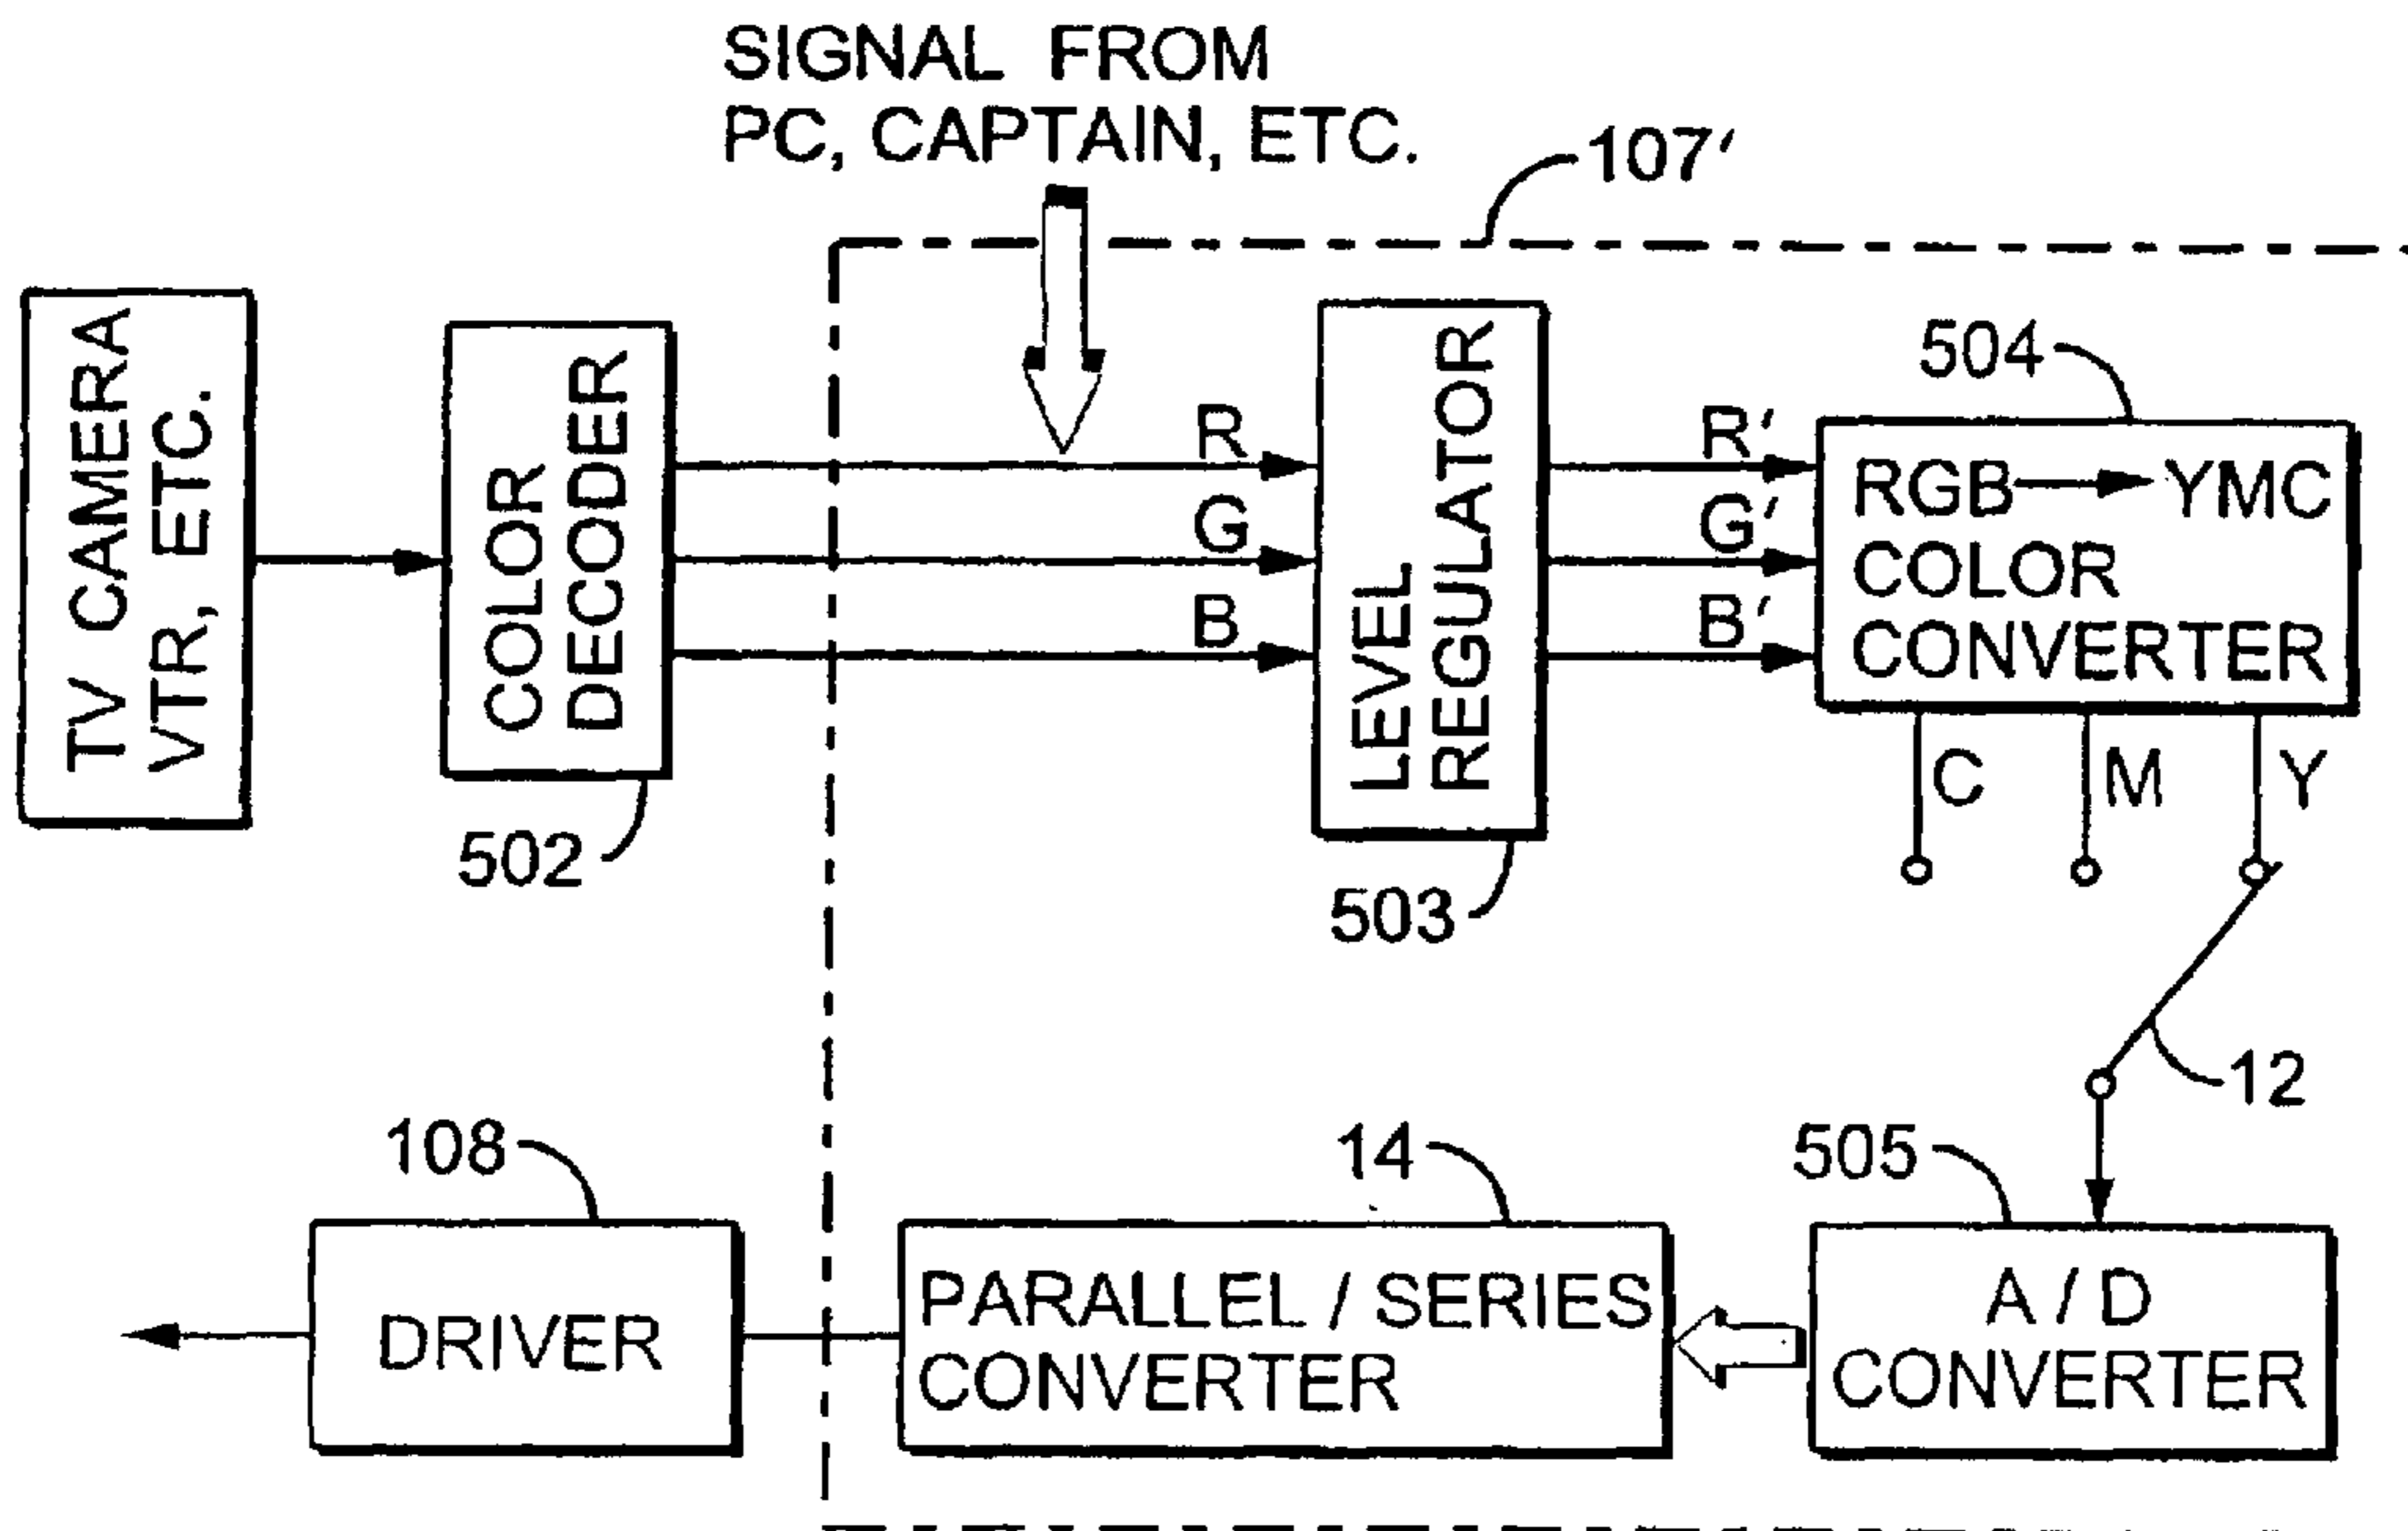 SIGNAL FROM
PC, CAPTAIN, ETC.
107′
TV CAMERA
VTR, ETC.
COLOR
DECODER
502
R
G
B
LEVEL
REGULATOR
503
R′
G′
B′
504
RGB → YMC
COLOR
CONVERTER
C
M
Y
12
108
DRIVER
14
PARALLEL / SERIES
CONVERTER
505
A / D
CONVERTER